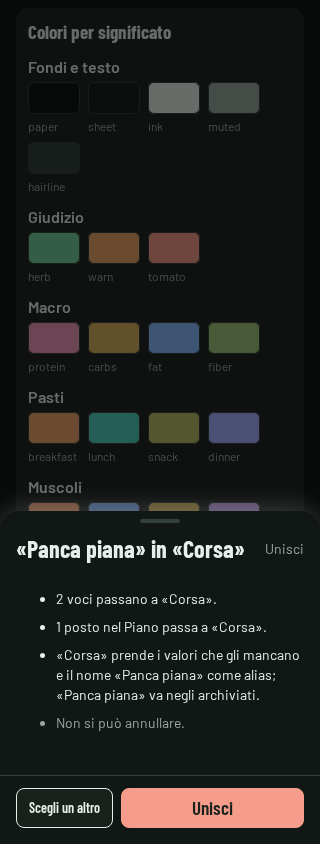 Colori per significato
Fondi e testo
paper sheet ink muted
hairline
Giudizio
herb warn tomato
Macro
protein carbs fat fiber
Pasti
breakfast lunch snack dinner
Muscoli
«Panca piana» in «Corsa» Unisci
• 2 voci passano a «Corsa».
• 1 posto nel Piano passa a «Corsa».
• «Corsa» prende i valori che gli mancano
e il nome «Panca piana» come alias;
«Panca piana» va negli archiviati.
• Non si può annullare.
Scegli un altro Unisci